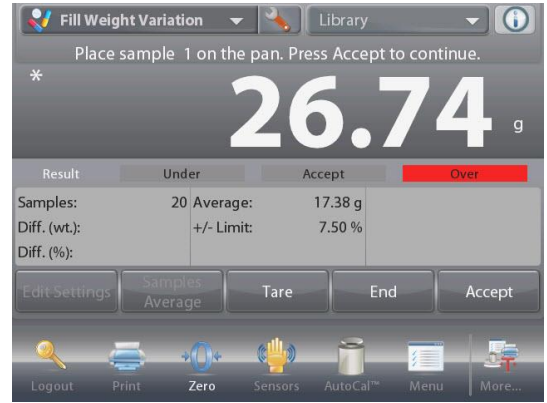 Fill Weight Variation Library
Place sample 1 on the pan. Press Accept to continue.
*
26.74 g
Result Under Accept Over
Samples: 20 Average: 17.38 g
Diff. (wt.): +/- Limit: 7.50 %
Diff. (%):
Edit Settings Samples Average Tare End Accept
Logout Print Zero Sensors AutoCal™ Menu More...